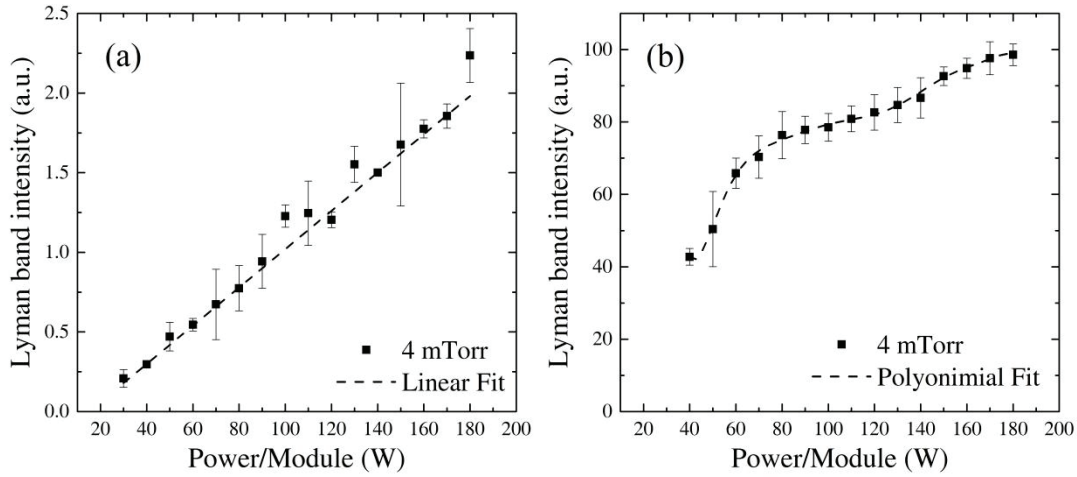 (a)
Lyman band intensity (a.u.)
2.5
2.0
1.5
1.0
0.5
0.0
4 mTorr
Linear Fit
20 40 60 80 100 120 140 160 180 200
Power/Module (W)
(b)
Lyman band intensity (a.u.)
100
80
60
40
20
0
4 mTorr
Polyonimial Fit
20 40 60 80 100 120 140 160 180 200
Power/Module (W)